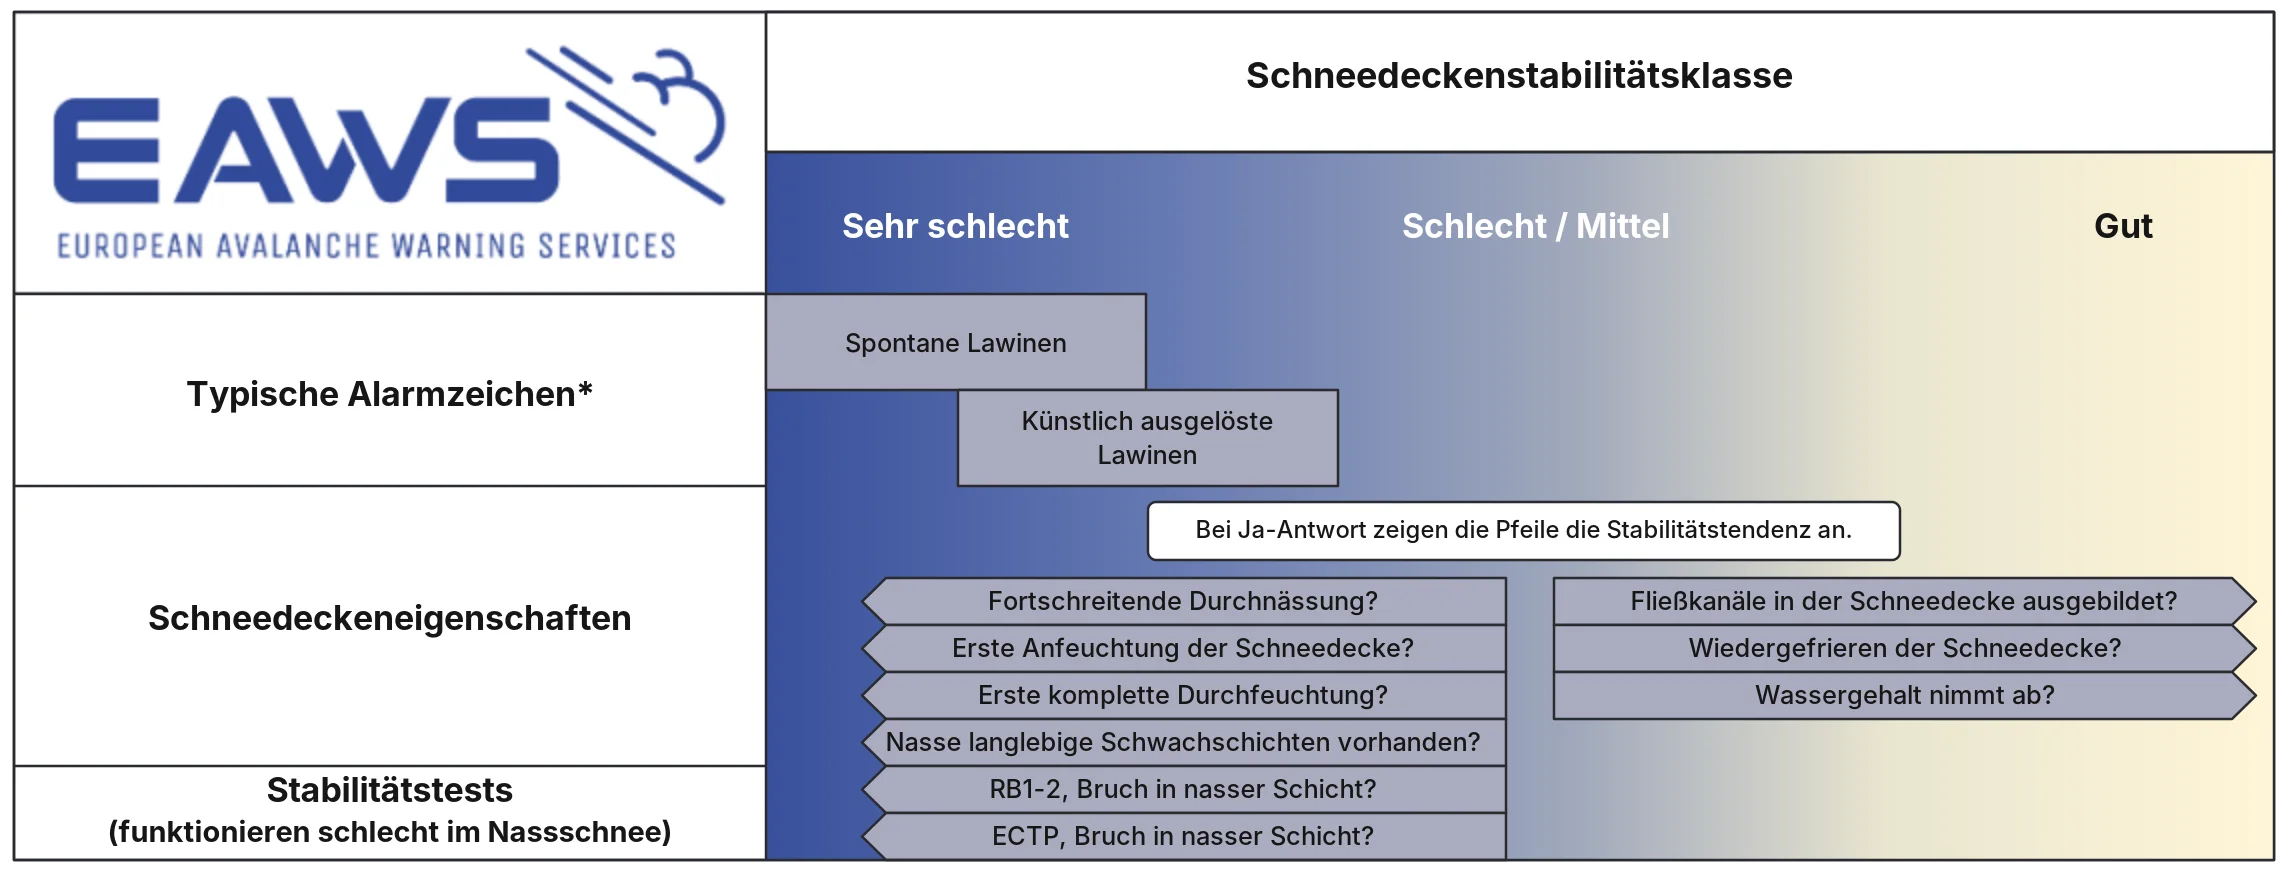 EAWS
EUROPEAN AVALANCHE WARNING SERVICES
Schneedeckenstabilitätsklasse
Sehr schlecht
Schlecht / Mittel
Gut
Typische Alarmzeichen*
Spontane Lawinen
Künstlich ausgelöste
Lawinen
Schneedeckeneigenschaften
Bei Ja-Antwort zeigen die Pfeile die Stabilitätstendenz an.
Fortschreitende Durchnässung?
Fließkanäle in der Schneedecke ausgebildet?
Erste Anfeuchtung der Schneedecke?
Wiedergefrieren der Schneedecke?
Erste komplette Durchfeuchtung?
Wassergehalt nimmt ab?
Nasse langlebige Schwachschichten vorhanden?
Stabilitätstests
(funktionieren schlecht im Nassschnee)
RB1-2, Bruch in nasser Schicht?
ECTP, Bruch in nasser Schicht?